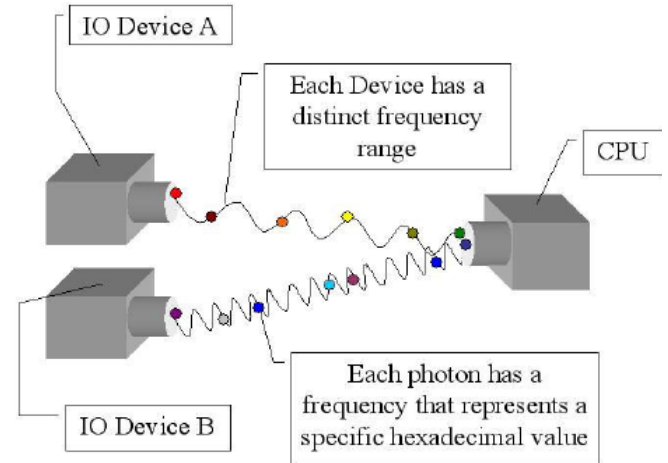 IO Device A
Each Device has a
distinct frequency
range
CPU
Each photon has a
frequency that represents a
specific hexadecimal value
IO Device B